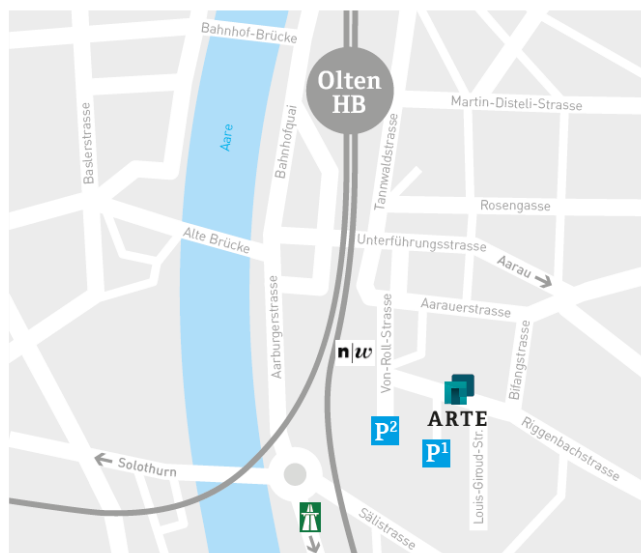 Bahnhof-Brücke
Olten
HB
Martin-Disteli-Strasse
Baslerstrasse
Aare
Bahnhofquai
Tannwaldstrasse
Rosengasse
Alte Brücke
Unterführungsstrasse
Aarau
Aarauerstrasse
Aarburgerstrasse
Von-Roll-Strasse
Bifangstrasse
n|w
ARTE
P2
P1
Riggenbachstrasse
Louis-Giroud-Str.
Solothurn
Sälistrasse